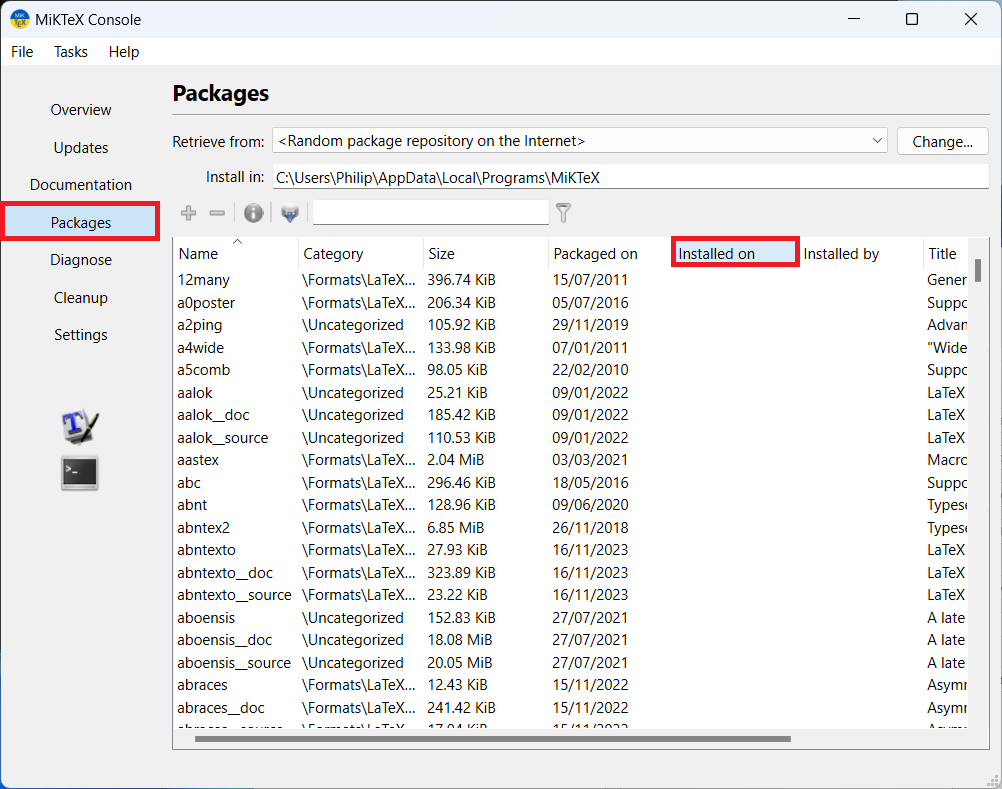 MiKTeX Console
File Tasks Help
Overview
Updates
Documentation
Packages
Diagnose
Cleanup
Settings
Packages
Retrieve from: <Random package repository on the Internet> Change...
Install in: C:\Users\Philip\AppData\Local\Programs\MiKTeX
Name Category Size Packaged on Installed on Installed by Title
12many \Formats\LaTeX... 396.74 KiB 15/07/2011 Gener
a0poster \Formats\LaTeX... 206.34 KiB 05/07/2016 Suppo
a2ping \Uncategorized 105.92 KiB 29/11/2019 Advan
a4wide \Formats\LaTeX... 133.98 KiB 07/01/2011 "Wide
a5comb \Formats\LaTeX... 98.05 KiB 22/02/2010 Suppo
aalok \Uncategorized 25.21 KiB 09/01/2022 LaTeX
aalok__doc \Uncategorized 185.42 KiB 09/01/2022 LaTeX
aalok__source \Uncategorized 110.53 KiB 09/01/2022 LaTeX
aastex \Formats\LaTeX... 2.04 MiB 03/03/2021 Macro
abc \Formats\LaTeX... 296.46 KiB 18/05/2016 Suppo
abnt \Formats\LaTeX... 128.96 KiB 09/06/2020 Typese
abntex2 \Formats\LaTeX... 6.85 MiB 26/11/2018 Typese
abntexto \Formats\LaTeX... 27.93 KiB 16/11/2023 LaTeX
abntexto__doc \Formats\LaTeX... 323.89 KiB 16/11/2023 LaTeX
abntexto__source \Formats\LaTeX... 23.22 KiB 16/11/2023 LaTeX
aboensis \Uncategorized 152.83 KiB 27/07/2021 A late
aboensis__doc \Uncategorized 18.08 MiB 27/07/2021 A late
aboensis__source \Uncategorized 20.05 MiB 27/07/2021 A late
abraces \Formats\LaTeX... 12.43 KiB 15/11/2022 Asymr
abraces__doc \Formats\LaTeX... 241.42 KiB 15/11/2022 Asymr